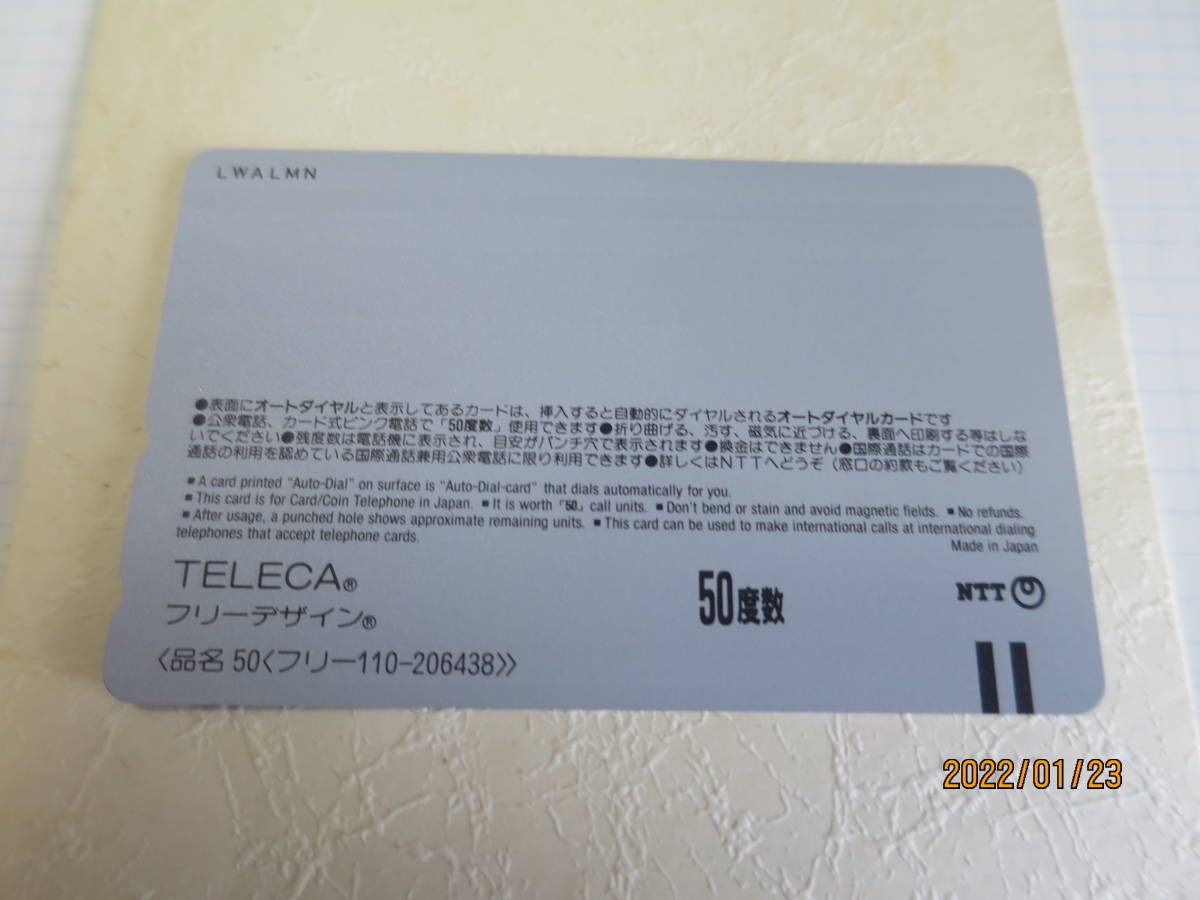 LWALMN
●表面にオートダイヤルと表示してあるカードは、挿入すると自動的にダイヤルされるオートダイヤルカードです
●公衆電話、カード式ピンク電話で「50度数」使用できます●折り曲げる、汚す、磁気に近づける、裏面へ印刷する等はしな
いでください●残度数は電話機に表示され、目安がパンチ穴で表示されます●換金はできません●国際通話はカードでの国際
通話の利用を認めている国際通話兼用公衆電話に限り利用できます●詳しくはNTTへどうぞ(窓口の約款もご覧ください)
■ A card printed "Auto-Dial" on surface is "Auto-Dial-card" that dials automatically for you.
■ This card is for Card/Coin Telephone in Japan. ■ It is worth「50」call units. ■ Don't bend or stain and avoid magnetic fields. ■ No refunds.
■ After usage, a punched hole shows approximate remaining units. ■ This card can be used to make international calls at international dialing
telephones that accept telephone cards.
Made in Japan
TELECA®
フリーデザイン®
50度数
NTT
〈品名 50〈フリー110-206438〉〉
2022/01/23